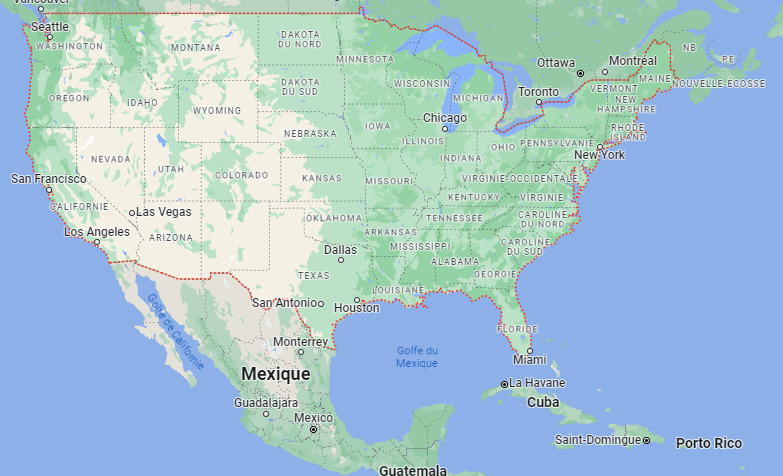 Vancouver
Seattle
WASHINGTON
MONTANA
DAKOTA
DU NORD
MINNESOTA
Ottawa
Montréal
NB
PE
MAINE
NOUVELLE-ÉCOSSE
OREGON
IDAHO
WYOMING
DAKOTA
DU SUD
WISCONSIN
MICHIGAN
Toronto
VERMONT
NEW
HAMPSHIRE
RHODE
ISLAND
NEBRASKA
IOWA
Chicago
ILLINOIS
INDIANA
OHIO
PENNSYLVANIE
New York
NEVADA
UTAH
COLORADO
KANSAS
MISSOURI
VIRGINIE-OCCIDENTALE
KENTUCKY
VIRGINIE
San Francisco
CALIFORNIE
Las Vegas
Los Angeles
ARIZONA
OKLAHOMA
ARKANSAS
TENNESSEE
CAROLINE
DU NORD
MISSISSIPPI
CAROLINE
DU SUD
ALABAMA
GÉORGIE
Dallas
TEXAS
LOUISIANE
San Antonio
Houston
FLORIDE
Miami
Golfe de Californie
Golfe du
Mexique
Monterrey
Mexique
Guadalajara
Mexico
La Havane
Cuba
Saint-Domingue
Porto Rico
Guatemala